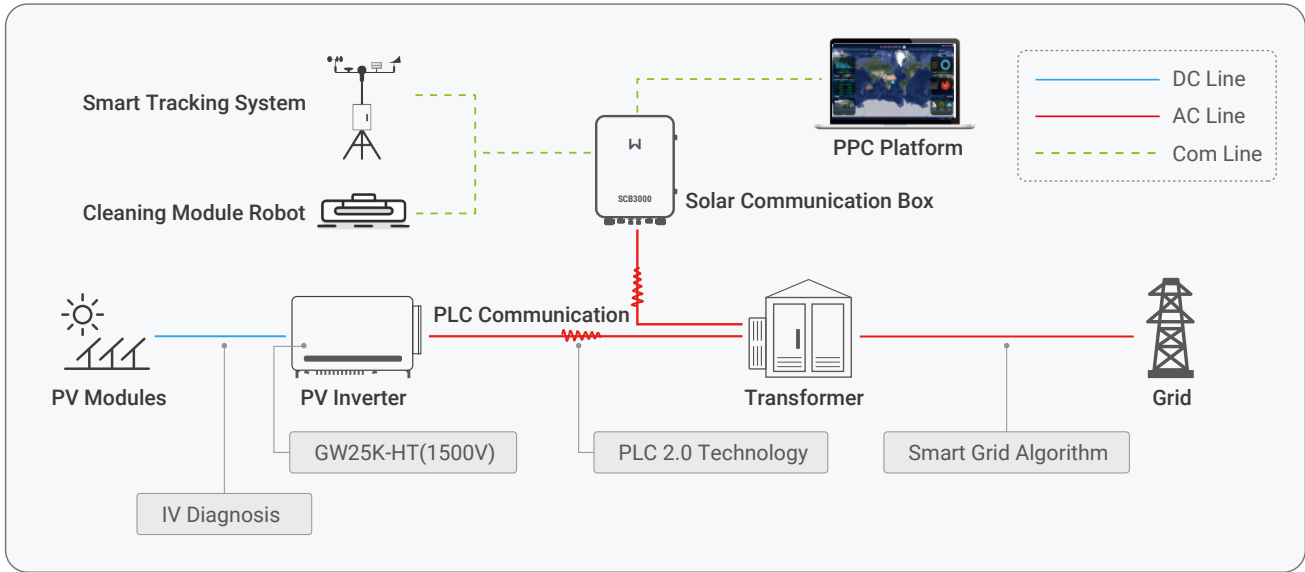 Smart Tracking System
Cleaning Module Robot
SCB3000
Solar Communication Box
PPC Platform
DC Line
AC Line
Com Line
PLC Communication
PV Modules
PV Inverter
Transformer
Grid
GW25K-HT(1500V)
PLC 2.0 Technology
Smart Grid Algorithm
IV Diagnosis